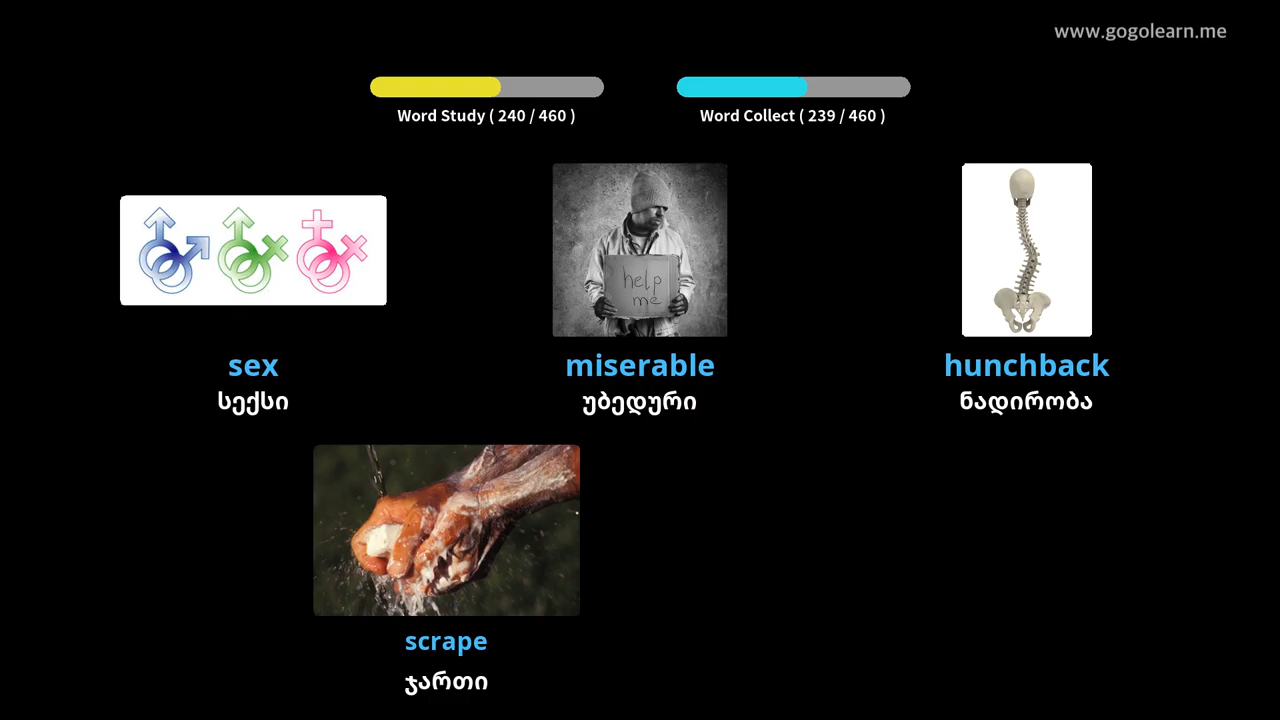 www.gogolearn.me
Word Study ( 240 / 460 )
Word Collect ( 239 / 460 )
help
me
sex
miserable
hunchback
სექსი
უბედური
ნადირობა
scrape
ჯართი